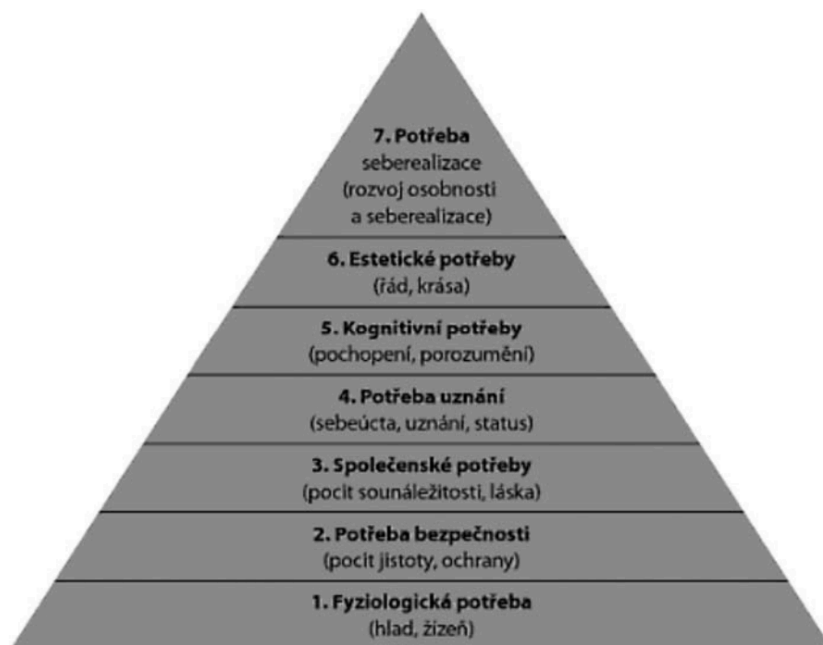 7. Potřeba
seberealizace
(rozvoj osobnosti
a seberealizace)
6. Estetické potřeby
(řád, krása)
5. Kognitivní potřeby
(pochopení, porozumění)
4. Potřeba uznání
(sebeúcta, uznání, status)
3. Společenské potřeby
(pocit sounáležitosti, láska)
2. Potřeba bezpečnosti
(pocit jistoty, ochrany)
1. Fyziologická potřeba
(hlad, žízeň)